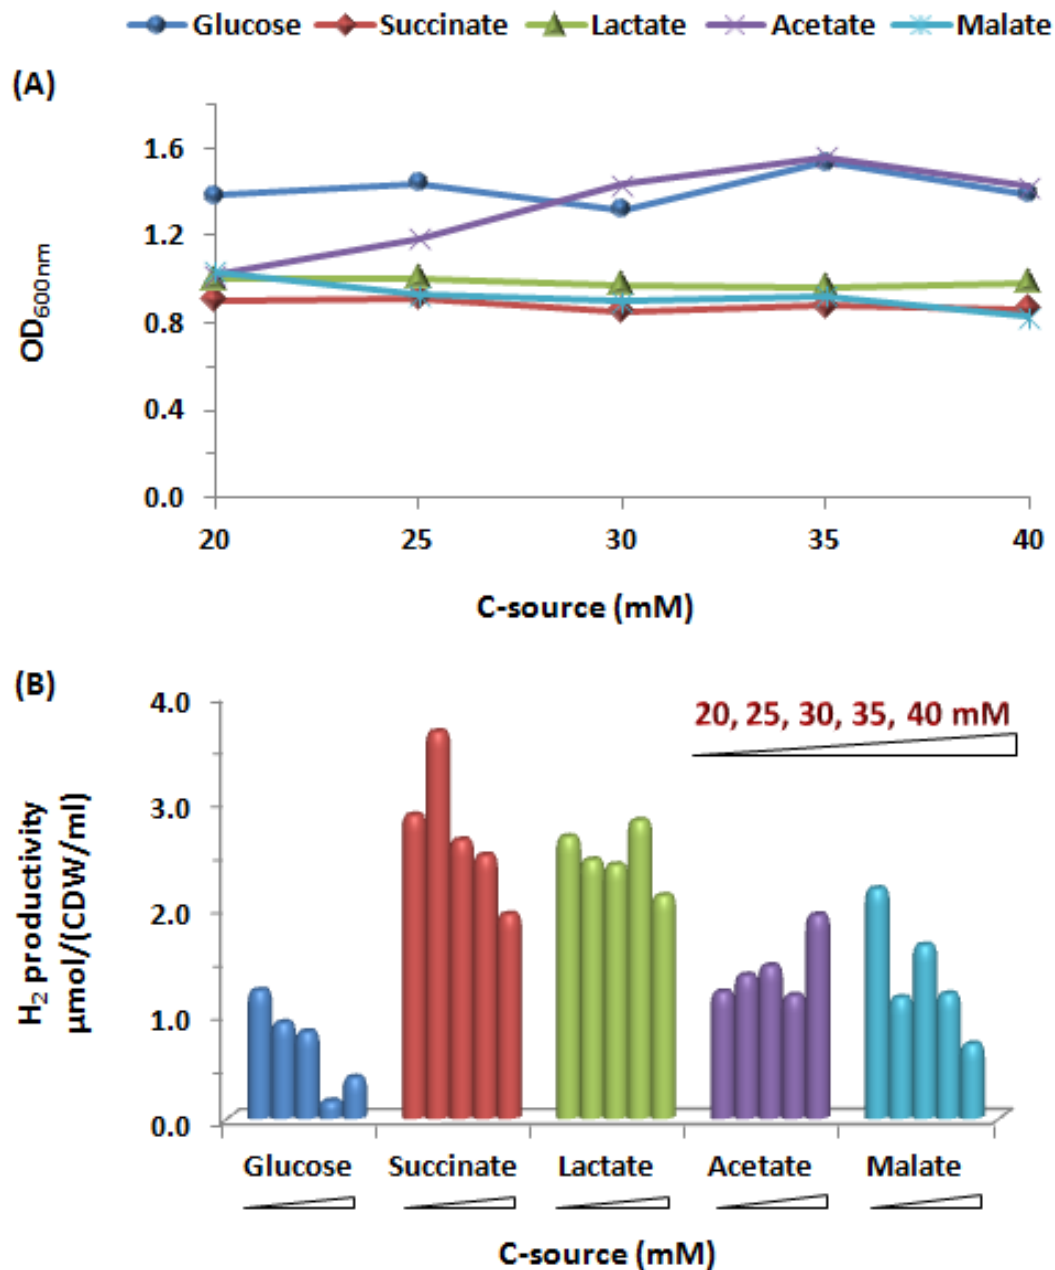 Glucose Succinate Lactate Acetate Malate
(A)
1.6
1.2
0.8
0.4
0.0
OD600nm
20 25 30 35 40
C-source (mM)
(B)
4.0
3.0
2.0
1.0
0.0
H2 productivity
µmol/(CDW/ml)
20, 25, 30, 35, 40 mM
Glucose Succinate Lactate Acetate Malate
C-source (mM)